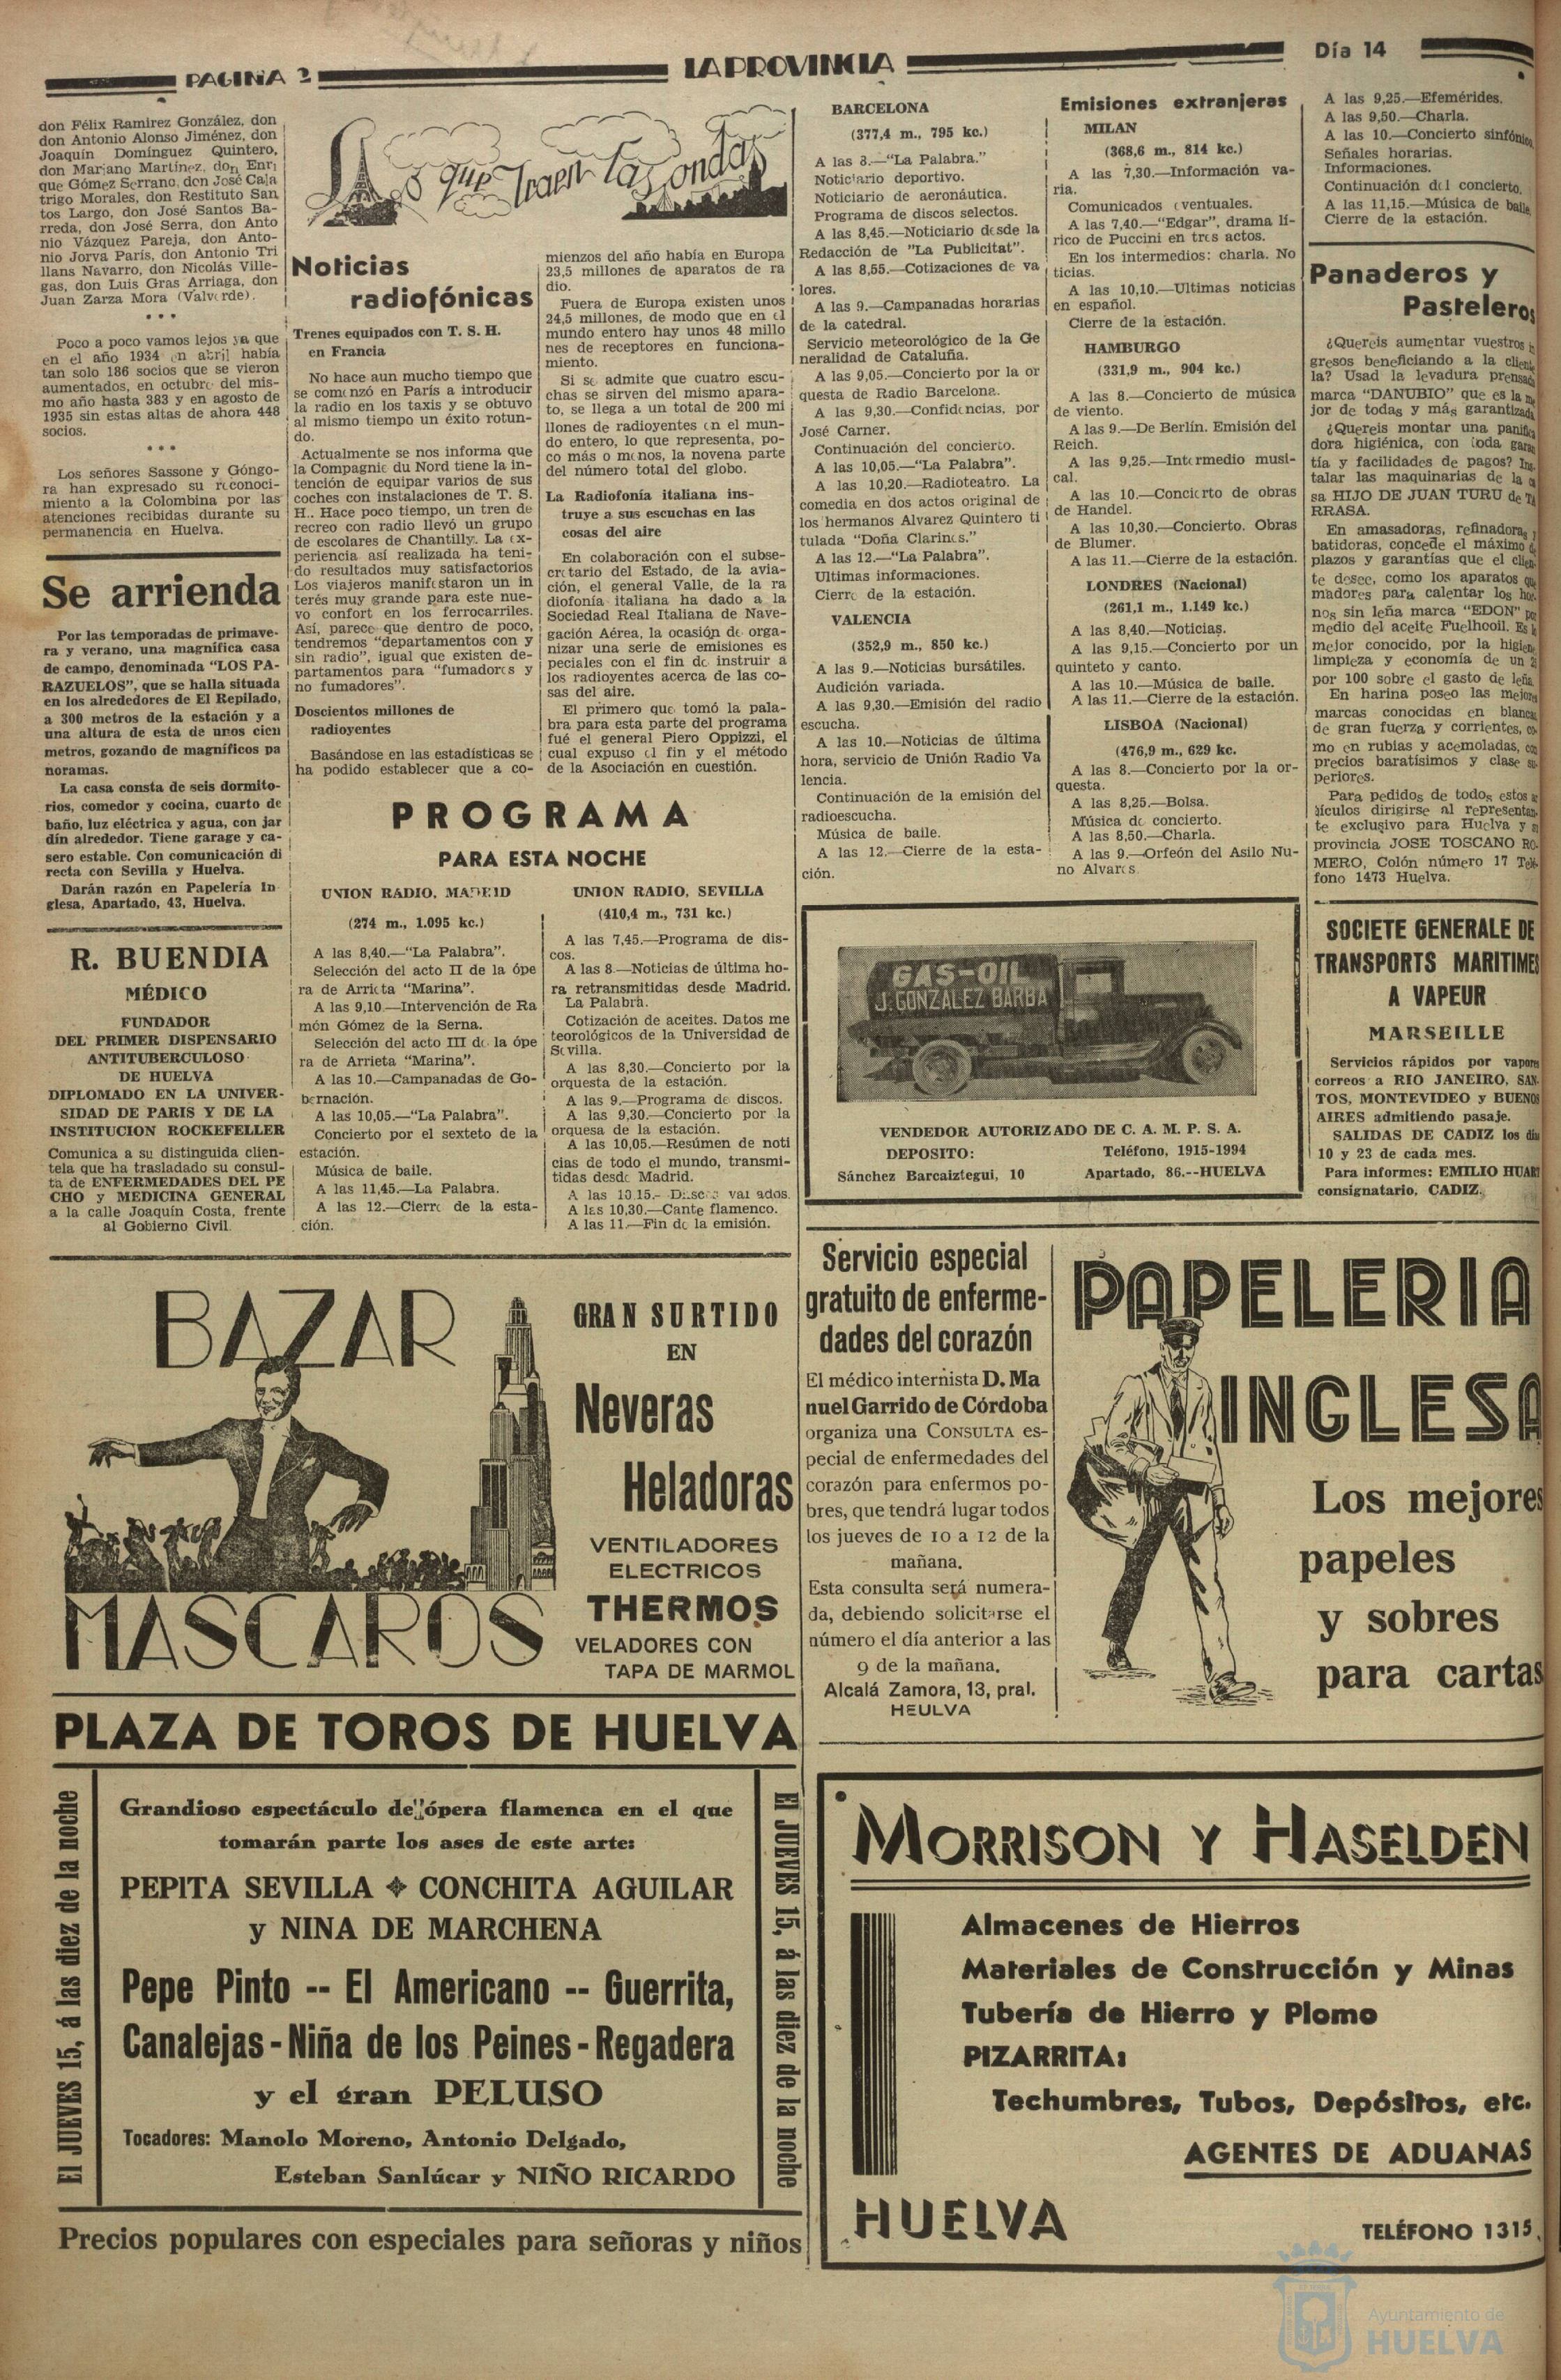 PAGINA 2
LA PROVINCIA
Día 14
don Félix Ramirez González, don
don Antonio Alonso Jiménez, don
Joaquín Domínguez Quintero,
don Mariano Martínez, don Enri
que Gómez Serrano, don José Cala
trigo Morales, don Restituto San
tos Largo, don José Santos Ba-
rreda, don José Serra, don Anto
nio Vázquez Pareja, don Anto-
nio Jorva París, don Antonio Tri
llans Navarro, don Nicolás Ville-
gas, don Luis Gras Arriaga, don
Juan Zarza Mora (Valverde).
* * *
Poco a poco vamos lejos ya que
en el año 1934 en abril había
tan solo 186 socios que se vieron
aumentados, en octubre del mis-
mo año hasta 383 y en agosto de
1935 sin estas altas de ahora 448
socios.
* * *
Los señores Sassone y Góngo-
ra han expresado su reconoci-
miento a la Colombina por las
atenciones recibidas durante su
permanencia en Huelva.
Se arrienda
Por las temporadas de primave-
ra y verano, una magnífica casa
de campo, denominada "LOS PA-
RAZUELOS", que se halla situada
en los alrededores de El Repilado,
a 300 metros de la estación y a
una altura de esta de unos cien
metros, gozando de magníficos pa
noramas.
La casa consta de seis dormito-
rios, comedor y cocina, cuarto de
baño, luz eléctrica y agua, con jar
dín alrededor. Tiene garage y ca-
sero estable. Con comunicación di
recta con Sevilla y Huelva.
Darán razón en Papelería In
glesa, Apartado, 43, Huelva.
R. BUENDIA
MÉDICO
FUNDADOR
DEL PRIMER DISPENSARIO
ANTITUBERCULOSO
DE HUELVA
DIPLOMADO EN LA UNIVER-
SIDAD DE PARIS Y DE LA
INSTITUCION ROCKEFELLER
Comunica a su distinguida clien-
tela que ha trasladado su consul-
ta de ENFERMEDADES DEL PE
CHO y MEDICINA GENERAL
a la calle Joaquín Costa, frente
al Gobierno Civil
Los que traen las ondas
Noticias
radiofónicas
Trenes equipados con T. S. H.
en Francia
No hace aun mucho tiempo que
se comenzó en París a introducir
la radio en los taxis y se obtuvo
al mismo tiempo un éxito rotun-
do.
Actualmente se nos informa que
la Compagnie du Nord tiene la in-
tención de equipar varios de sus
coches con instalaciones de T. S.
H.. Hace poco tiempo, un tren de
recreo con radio llevó un grupo
de escolares de Chantilly. La ex-
periencia así realizada ha teni-
do resultados muy satisfactorios
Los viajeros manifestaron un in
terés muy grande para este nue-
vo confort en los ferrocarriles.
Así, parece que dentro de poco,
tendremos "departamentos con y
sin radio", igual que existen de-
partamentos para "fumadores y
no fumadores".
Doscientos millones de
radioyentes
Basándose en las estadísticas se
ha podido establecer que a co-
mienzos del año había en Europa
23,5 millones de aparatos de ra
dio.
Fuera de Europa existen unos
24,5 millones, de modo que en el
mundo entero hay unos 48 millo
nes de receptores en funciona-
miento.
Si se admite que cuatro escu-
chas se sirven del mismo apara-
to, se llega a un total de 200 mi
llones de radioyentes en el mun-
do entero, lo que representa, po-
co más o menos, la novena parte
del número total del globo.
La Radiofonía italiana ins-
truye a sus escuchas en las
cosas del aire
En colaboración con el subse-
cretario del Estado, de la avia-
ción, el general Valle, de la ra
diofonía italiana ha dado a la
Sociedad Real Italiana de Nave-
gación Aérea, la ocasión de orga-
nizar una serie de emisiones es
peciales con el fin de instruir a
los radioyentes acerca de las co-
sas del aire.
El primero que tomó la pala-
bra para esta parte del programa
fué el general Piero Oppizzi, el
cual expuso el fin y el método
de la Asociación en cuestión.
PROGRAMA
PARA ESTA NOCHE
UNION RADIO, MADRID
(274 m., 1.095 kc.)
A las 8,40.—"La Palabra".
Selección del acto II de la ópe
ra de Arrieta "Marina".
A las 9,10—Intervención de Ra
món Gómez de la Serna.
Selección del acto III de la ópe
ra de Arrieta "Marina".
A las 10.—Campanadas de Go-
bernación.
A las 10,05.—"La Palabra".
Concierto por el sexteto de la
estación.
Música de baile.
A las 11,45.—La Palabra.
A las 12.—Cierre de la esta-
ción.
UNION RADIO, SEVILLA
(410,4 m., 731 kc.)
A las 7,45.—Programa de dis-
cos.
A las 8.—Noticias de última ho-
ra retransmitidas desde Madrid.
La Palabra.
Cotización de aceites. Datos me
teorológicos de la Universidad de
Sevilla.
A las 8,30.—Concierto por la
orquesta de la estación.
A las 9.—Programa de discos.
A las 9,30.—Concierto por la
orquesa de la estación.
A las 10,05.—Resúmen de noti
cias de todo el mundo, transmi-
tidas desde Madrid.
A las 10.15.- Discos variados.
A las 10,30.—Cante flamenco.
A las 11.—Fin de la emisión.
BARCELONA
(377,4 m., 795 kc.)
A las 8.—"La Palabra."
Noticiario deportivo.
Noticiario de aeronáutica.
Programa de discos selectos.
A las 8,45.—Noticiario desde la
Redacción de "La Publicitat".
A las 8,55.—Cotizaciones de va
lores.
A las 9.—Campanadas horarias
de la catedral.
Servicio meteorológico de la Ge
neralidad de Cataluña.
A las 9,05.—Concierto por la or
questa de Radio Barcelona.
A las 9,30.—Confidencias, por
José Carner.
Continuación del concierto.
A las 10,05.—"La Palabra".
A las 10,20.—Radioteatro. La
comedia en dos actos original de
los hermanos Alvarez Quintero ti
tulada "Doña Clarines."
A las 12.—"La Palabra".
Ultimas informaciones.
Cierre de la estación.
VALENCIA
(352,9 m., 850 kc.)
A las 9.—Noticias bursátiles.
Audición variada.
A las 9,30.—Emisión del radio
escucha.
A las 10.—Noticias de última
hora, servicio de Unión Radio Va
lencia.
Continuación de la emisión del
radioescucha.
Música de baile.
A las 12.—Cierre de la esta-
ción.
Emisiones extranjeras
MILAN
(368,6 m., 814 kc.)
A las 7,30.—Información va-
ria.
Comunicados eventuales.
A las 7,40.—"Edgar", drama lí-
rico de Puccini en tres actos.
En los intermedios: charla. No
ticias.
A las 10,10.—Ultimas noticias
en español.
Cierre de la estación.
HAMBURGO
(331,9 m., 904 kc.)
A las 8.—Concierto de música
de viento.
A las 9.—De Berlín. Emisión del
Reich.
A las 9,25.—Intermedio musi-
cal.
A las 10.—Concierto de obras
de Handel.
A las 10,30.—Concierto. Obras
de Blumer.
A las 11.—Cierre de la estación.
LONDRES (Nacional)
(261,1 m., 1.149 kc.)
A las 8,40.—Noticias.
A las 9,15.—Concierto por un
quinteto y canto.
A las 10.—Música de baile.
A las 11.—Cierre de la estación.
LISBOA (Nacional)
(476,9 m., 629 kc.
A las 8.—Concierto por la or-
questa.
A las 8,25.—Bolsa.
Música de concierto.
A las 8,50.—Charla.
A las 9.—Orfeón del Asilo Nu-
no Alvares
A las 9,25.—Efemérides.
A las 9,50.—Charla.
A las 10.—Concierto sinfónico.
Señales horarias.
Informaciones.
Continuación del concierto.
A las 11,15.—Música de baile.
Cierre de la estación.
Panaderos y
Pasteleros
¿Quereis aumentar vuestros
gresos beneficiando a la cliente
la? Usad la levadura prensada
marca "DANUBIO" que es la me
jor de todas y más garantizada
¿Quereis montar una panifica
dora higiénica, con toda garan
tía y facilidades de pagos? Ins
talar las maquinarias de la ca
sa HIJO DE JUAN TURU de TA
RRASA.
En amasadoras, refinadoras y
batidoras, concede el máximo de
plazos y garantías que el clien-
te desee, como los aparatos que
madores para calentar los hor-
nos sin leña marca "EDON" por
medio del aceite Fuelhcoil. Es lo
mejor conocido, por la higiene
limpieza y economía de un
por 100 sobre el gasto de leña.
En harina poseo las mejores
marcas conocidas en blancas,
de gran fuerza y corrientes, co-
mo en rubias y acemoladas, con
precios baratísimos y clase su-
periores.
Para pedidos de todos estos ar
tículos dirigirse al representan-
te exclusivo para Huelva y su
provincia JOSE TOSCANO RO-
MERO, Colón número 17 Telé-
fono 1473 Huelva.
GAS-OIL
J. GONZALEZ BARBA
VENDEDOR AUTORIZADO DE C. A. M. P. S. A.
DEPOSITO: Teléfono, 1915-1994
Sánchez Barcaiztegui, 10 Apartado, 86.--HUELVA
SOCIETE GENERALE DE
TRANSPORTS MARITIMES
A VAPEUR
MARSEILLE
Servicios rápidos por vapores
correos a RIO JANEIRO, SAN-
TOS, MONTEVIDEO y BUENOS
AIRES admitiendo pasaje.
SALIDAS DE CADIZ los días
10 y 23 de cada mes.
Para informes: EMILIO HUART
consignatario, CADIZ.
BAZAR
MASCAROS
GRAN SURTIDO
EN
Neveras
Heladoras
VENTILADORES
ELECTRICOS
THERMOS
VELADORES CON
TAPA DE MARMOL
Servicio especial
gratuito de enferme-
dades del corazón
El médico internista D. Ma
nuel Garrido de Córdoba
organiza una CONSULTA es-
pecial de enfermedades del
corazón para enfermos po-
bres, que tendrá lugar todos
los jueves de 10 a 12 de la
mañana.
Esta consulta será numera-
da, debiendo solicitarse el
número el día anterior a las
9 de la mañana.
Alcalá Zamora, 13, pral.
HEULVA
PAPELERIA
INGLESA
Los mejores
papeles
y sobres
para cartas
PLAZA DE TOROS DE HUELVA
El JUEVES 15, á las diez de la noche
Grandioso espectáculo de ópera flamenca en el que
tomarán parte los ases de este arte:
PEPITA SEVILLA ❖ CONCHITA AGUILAR
y NINA DE MARCHENA
Pepe Pinto -- El Americano -- Guerrita,
Canalejas - Niña de los Peines - Regadera
y el gran PELUSO
Tocadores: Manolo Moreno, Antonio Delgado,
Esteban Sanlúcar y NIÑO RICARDO
El JUEVES 15, á las diez de la noche
Precios populares con especiales para señoras y niños
MORRISON Y HASELDEN
Almacenes de Hierros
Materiales de Construcción y Minas
Tubería de Hierro y Plomo
PIZARRITA:
Techumbres, Tubos, Depósitos, etc.
AGENTES DE ADUANAS
HUELVA
TELÉFONO 1315.
Ayuntamiento de
HUELVA